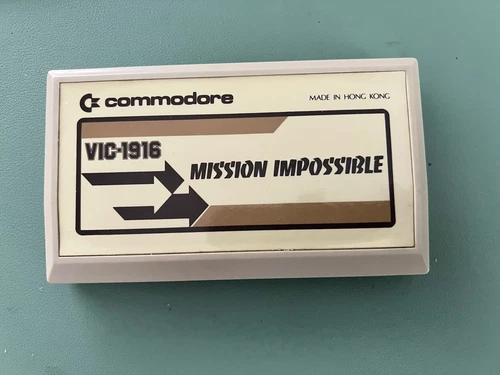 commodore
MADE IN HONG KONG
VIC-1916
MISSION IMPOSSIBLE